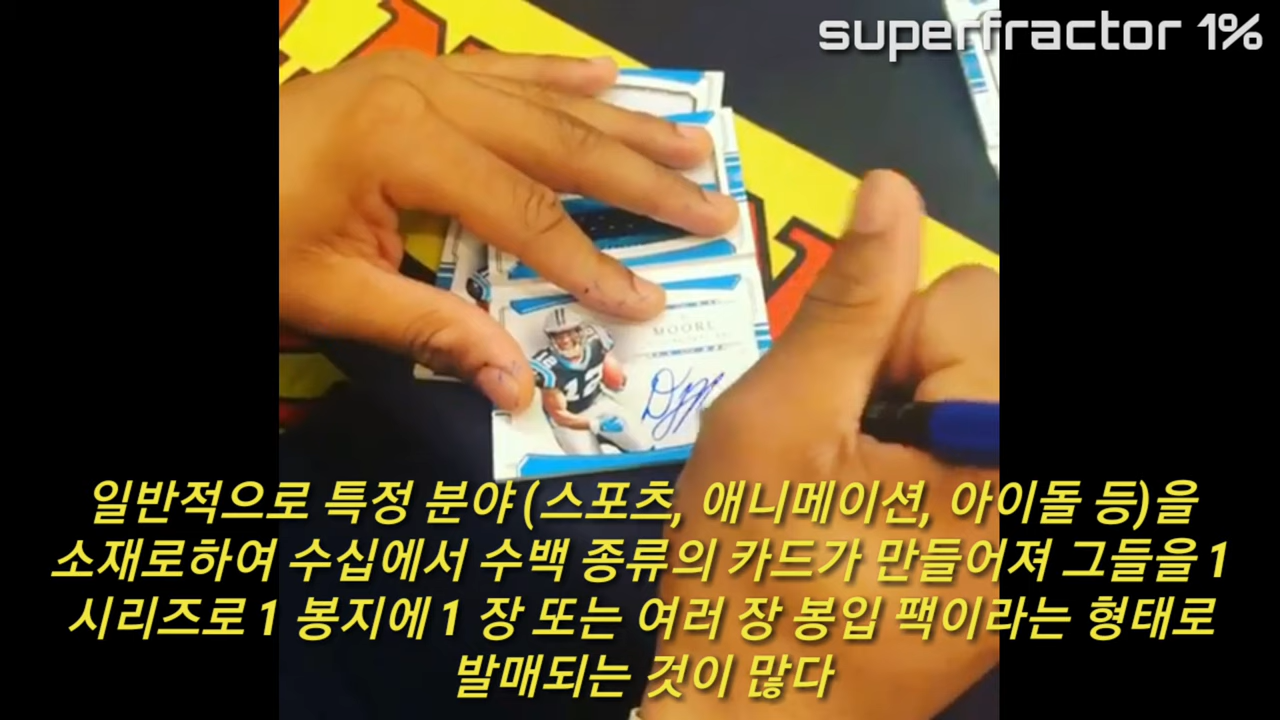 superfractor 1%
MOORE
12
12
일반적으로 특정 분야 (스포츠, 애니메이션, 아이돌 등)을
소재로하여 수십에서 수백 종류의 카드가 만들어져 그들을 1
시리즈로 1 봉지에 1 장 또는 여러 장 봉입 팩이라는 형태로
발매되는 것이 많다